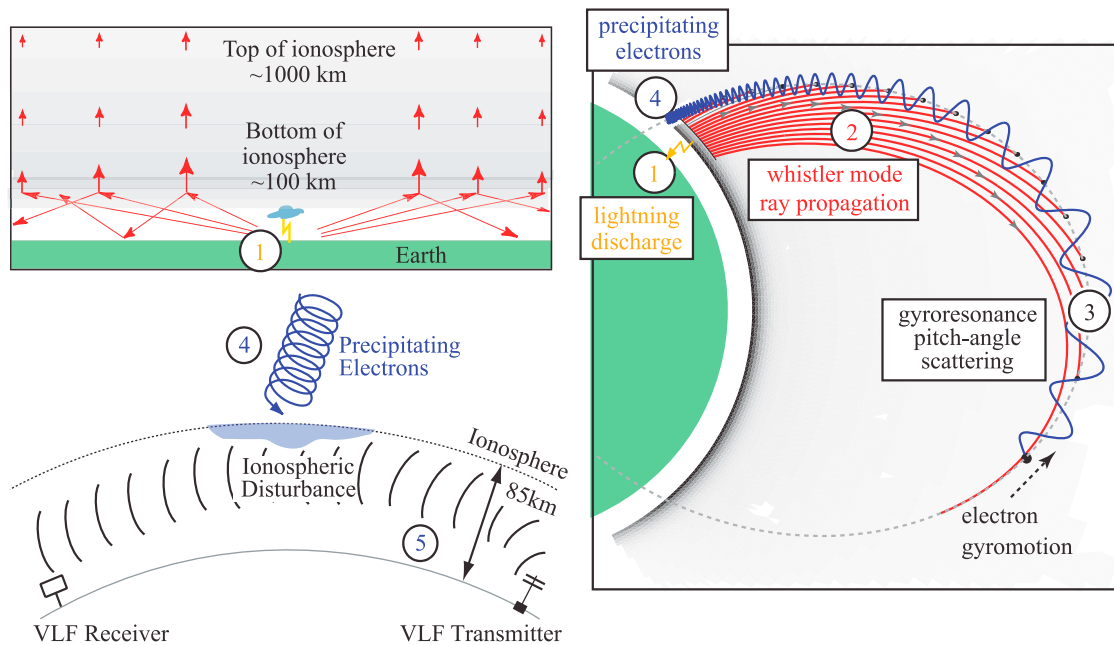 Top of ionosphere
~1000 km
Bottom of
ionosphere
~100 km
1
Earth
4
Precipitating
Electrons
Ionosphere
Ionospheric
Disturbance
85km
5
VLF Receiver
VLF Transmitter
precipitating
electrons
4
2
1
whistler mode
ray propagation
lightning
discharge
3
gyroresonance
pitch-angle
scattering
electron
gyromotion